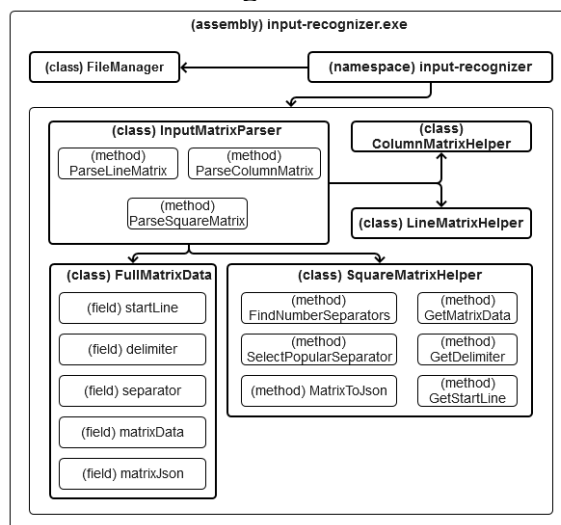 (assembly) input-recognizer.exe
(class) FileManager
(namespace) input-recognizer
(class) InputMatrixParser
(method)
ParseLineMatrix
(method)
ParseColumnMatrix
(method)
ParseSquareMatrix
(class)
ColumnMatrixHelper
(class) LineMatrixHelper
(class) FullMatrixData
(field) startLine
(field) delimiter
(field) separator
(field) matrixData
(field) matrixJson
(class) SquareMatrixHelper
(method)
FindNumberSeparators
(method)
GetMatrixData
(method)
SelectPopularSeparator
(method)
GetDelimiter
(method) MatrixToJson
(method)
GetStartLine